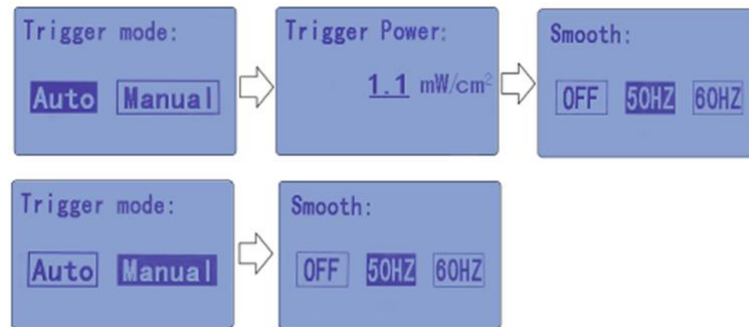 Trigger mode:
Auto Manual
Trigger Power:
1.1 mW/cm²
Smooth:
OFF 50HZ 60HZ
Trigger mode:
Auto Manual
Smooth:
OFF 50HZ 60HZ